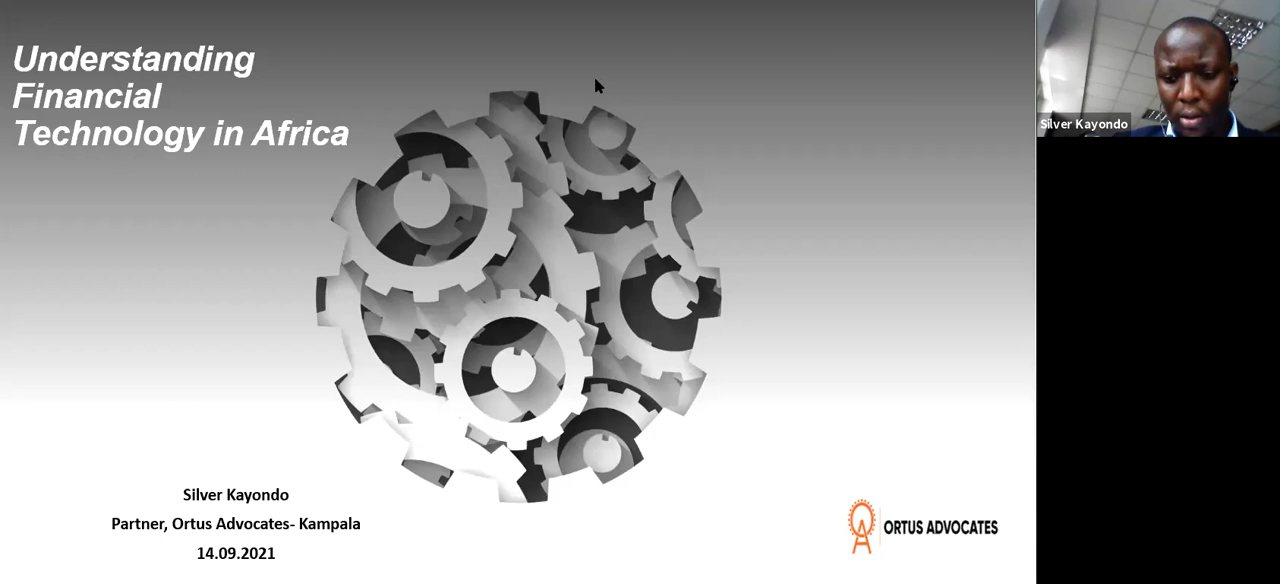 Understanding
Financial
Technology in Africa
Silver Kayondo
Silver Kayondo
Partner, Ortus Advocates- Kampala
14.09.2021
ORTUS ADVOCATES